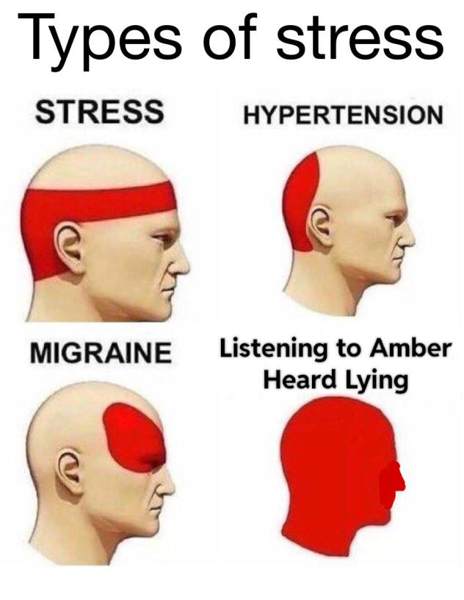 Types of stress
STRESS
HYPERTENSION
MIGRAINE
Listening to Amber
Heard Lying